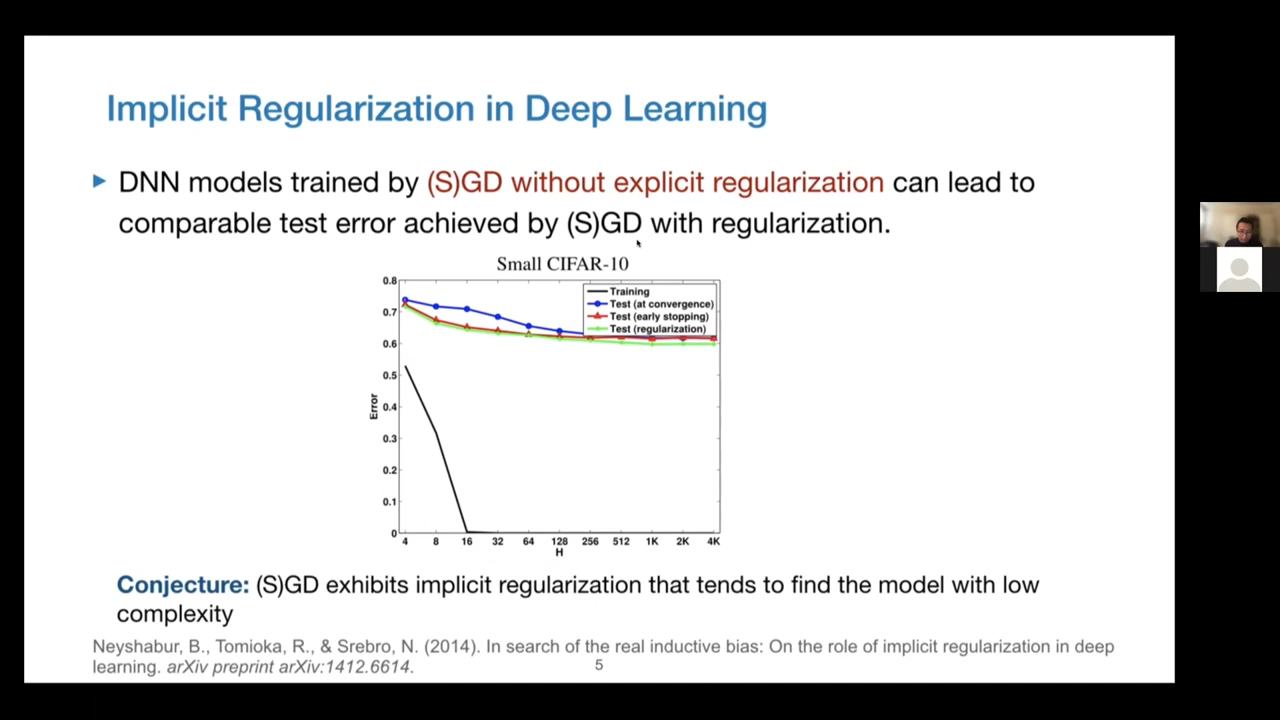 Implicit Regularization in Deep Learning
▶ DNN models trained by (S)GD without explicit regularization can lead to
comparable test error achieved by (S)GD with regularization.
Small CIFAR-10
Training
Test (at convergence)
Test (early stopping)
Test (regularization)
0.8
0.7
0.6
0.5
0.4
0.3
0.2
0.1
0
Error
4 8 16 32 64 128 256 512 1K 2K 4K
H
Conjecture: (S)GD exhibits implicit regularization that tends to find the model with low
complexity
Neyshabur, B., Tomioka, R., & Srebro, N. (2014). In search of the real inductive bias: On the role of implicit regularization in deep
learning. arXiv preprint arXiv:1412.6614.
5